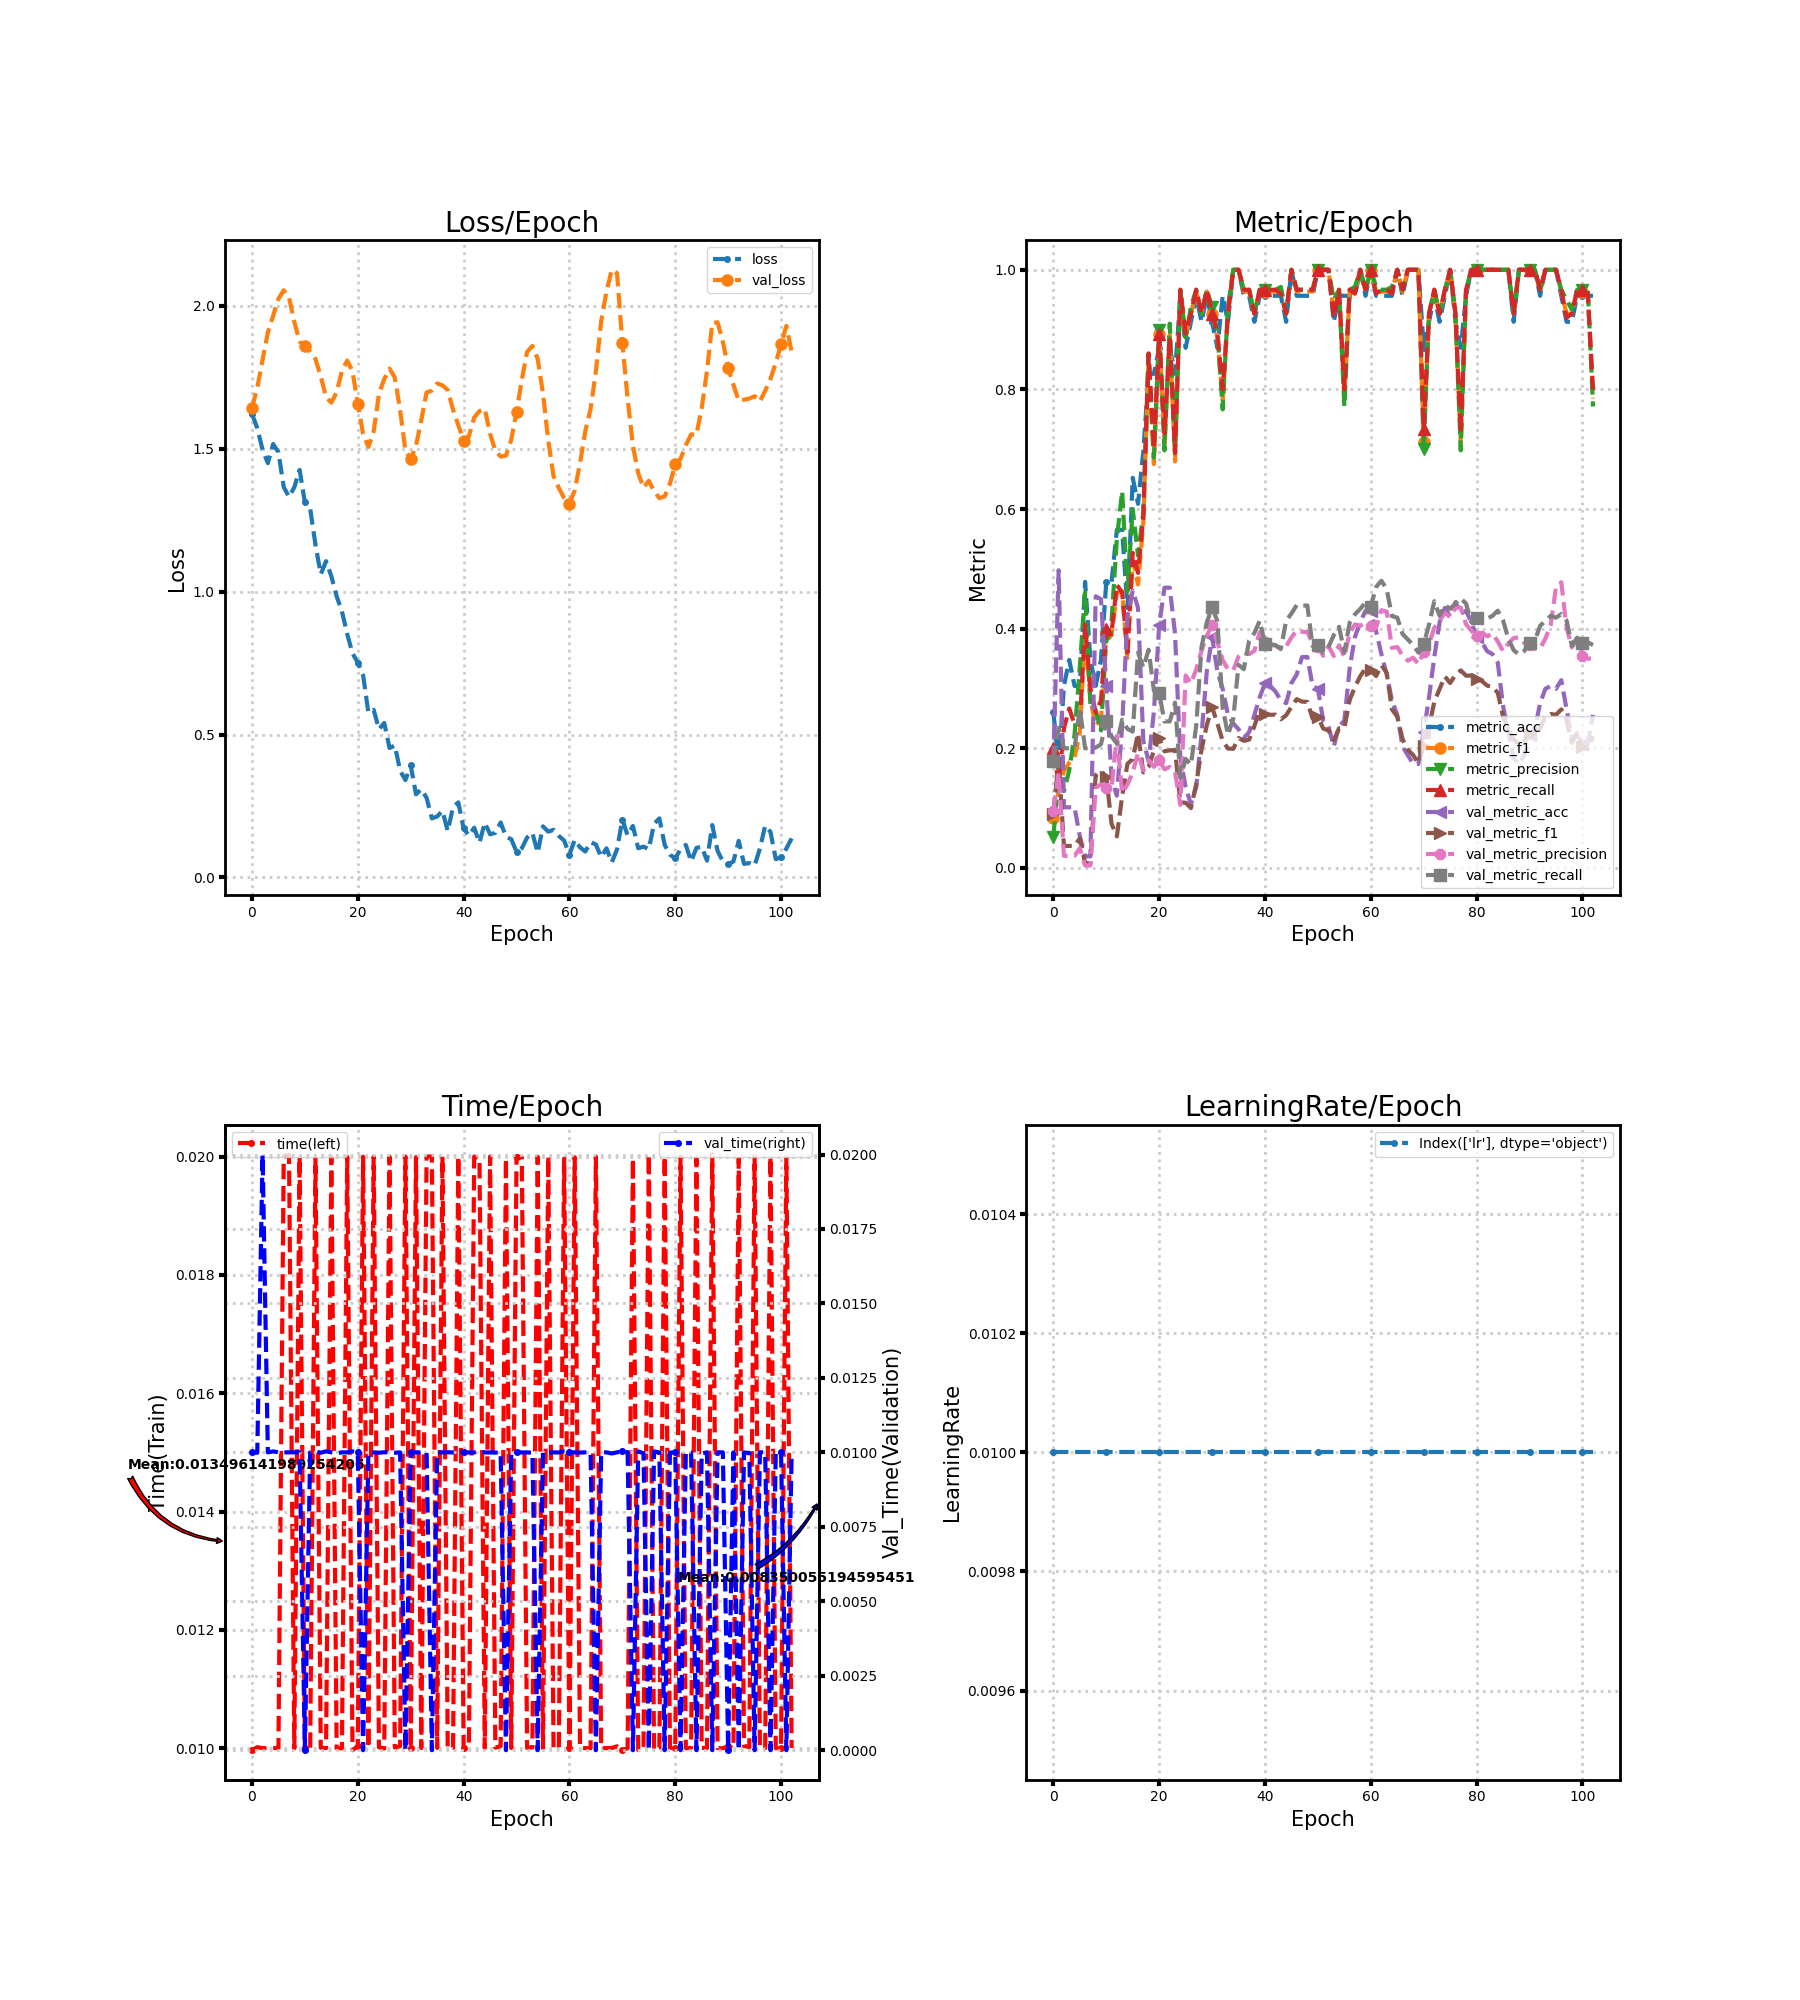 Loss/Epoch
Loss
2.0
1.5
1.0
0.5
0.0
0 20 40 60 80 100
Epoch
loss
val_loss
Metric/Epoch
Metric
1.0
0.8
0.6
0.4
0.2
0.0
0 20 40 60 80 100
Epoch
metric_acc
metric_f1
metric_precision
metric_recall
val_metric_acc
val_metric_f1
val_metric_precision
val_metric_recall
Time/Epoch
Time(Train)
0.020
0.018
0.016
0.014
0.012
0.010
time(left)
val_time(right)
0.0200
0.0175
0.0150
0.0125
0.0100
0.0075
0.0050
0.0025
0.0000
Val_Time(Validation)
Mean:0.008350055194595451
0 20 40 60 80 100
Epoch
LearningRate/Epoch
LearningRate
0.0104
0.0102
0.0100
0.0098
0.0096
Index(['lr'], dtype='object')
0 20 40 60 80 100
Epoch